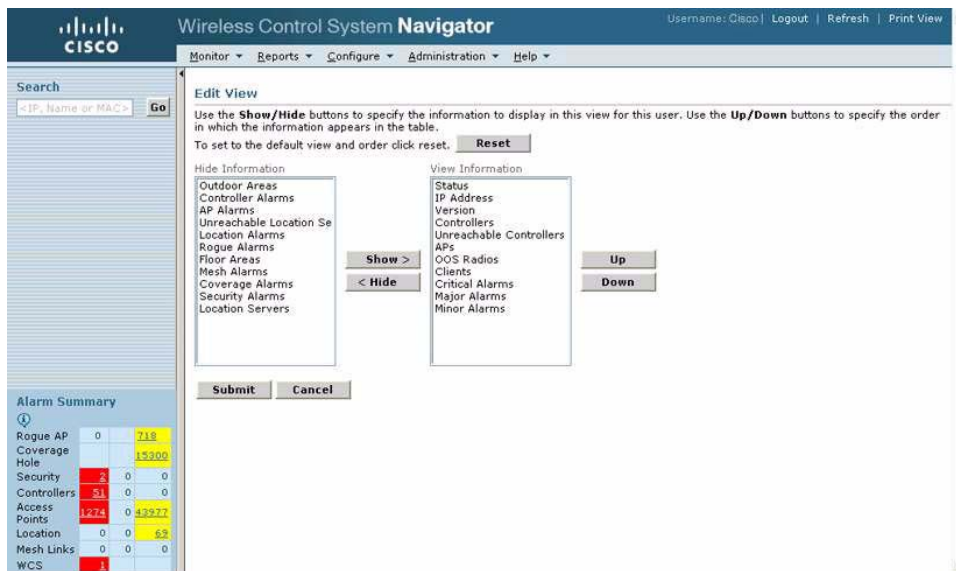 CISCO
Wireless Control System Navigator
Username: Cisco | Logout | Refresh | Print View
Monitor Reports Configure Administration Help
Search
<IP, Name or MAC> Go
Edit View
Use the Show/Hide buttons to specify the information to display in this view for this user. Use the Up/Down buttons to specify the order
in which the information appears in the table.
To set to the default view and order click reset. Reset
Hide Information
Outdoor Areas
Controller Alarms
AP Alarms
Unreachable Location Se
Location Alarms
Rogue Alarms
Floor Areas
Mesh Alarms
Coverage Alarms
Security Alarms
Location Servers
Show >
< Hide
View Information
Status
IP Address
Version
Controllers
Unreachable Controllers
APs
OOS Radios
Clients
Critical Alarms
Major Alarms
Minor Alarms
Up
Down
Submit Cancel
Alarm Summary
Rogue AP 0 718
Coverage
Hole 15300
Security 2 0 0
Controllers 51 0 0
Access
Points 1274 0 43977
Location 0 0 69
Mesh Links 0 0 0
WCS 1